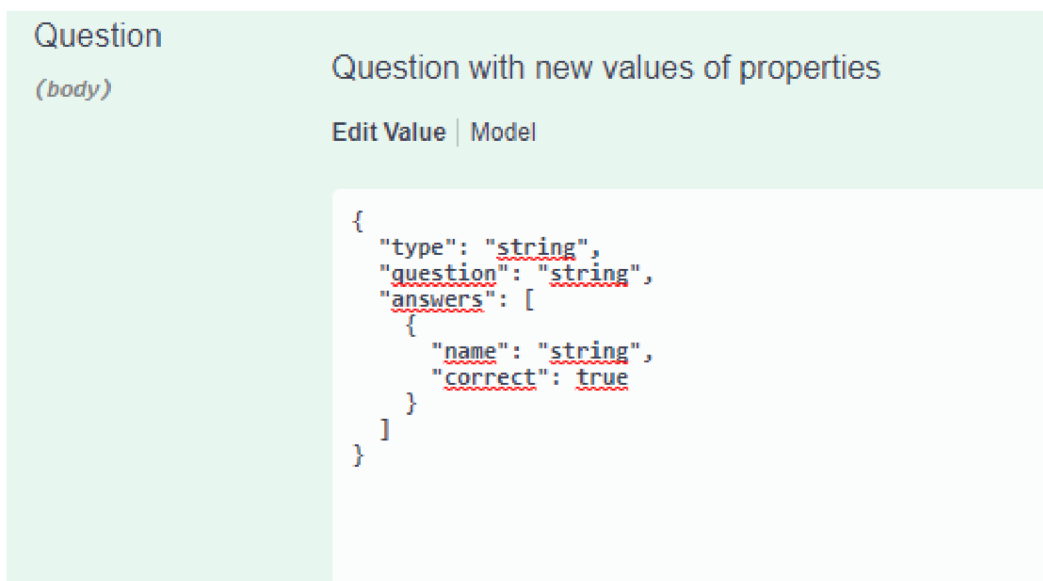 Question
(body)
Question with new values of properties
Edit Value | Model
{
  "type": "string",
  "question": "string",
  "answers": [
    {
      "name": "string",
      "correct": true
    }
  ]
}